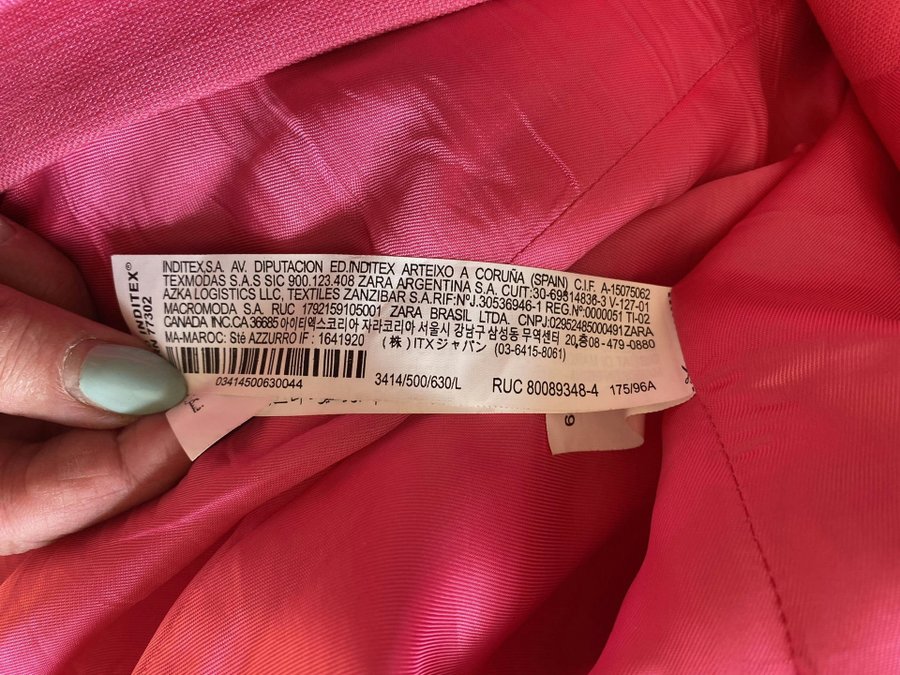 INDITEX,S.A. AV. DIPUTACION ED.INDITEX ARTEIXO A CORUÑA (SPAIN) C.I.F. A-15075062
TEXMODAS S.A.S SIC 900.123.408 ZARA ARGENTINA S.A. CUIT:30-69814838-3 V-127-01
AZKA LOGISTICS LLC, TEXTILES ZANZIBAR S.A.RIF:NºJ.30536946-1 REG.Nº:0000051 TI-02
MACROMODA S.A. RUC 1792159105001 ZARA BRASIL LTDA. CNPJ:02952485000491ZARA
CANADA INC.CA 36685 아이티엑스코리아 자라코리아 서울시 강남구 삼성동 무역센터 20층08-479-0880
MA-MAROC: Sté AZZURRO IF : 1641920 (株)ITXジャパン (03-6415-8061)
03414500630044 3414/500/630/L RUC 80089348-4 175/96A
INDITEX®
77302
6